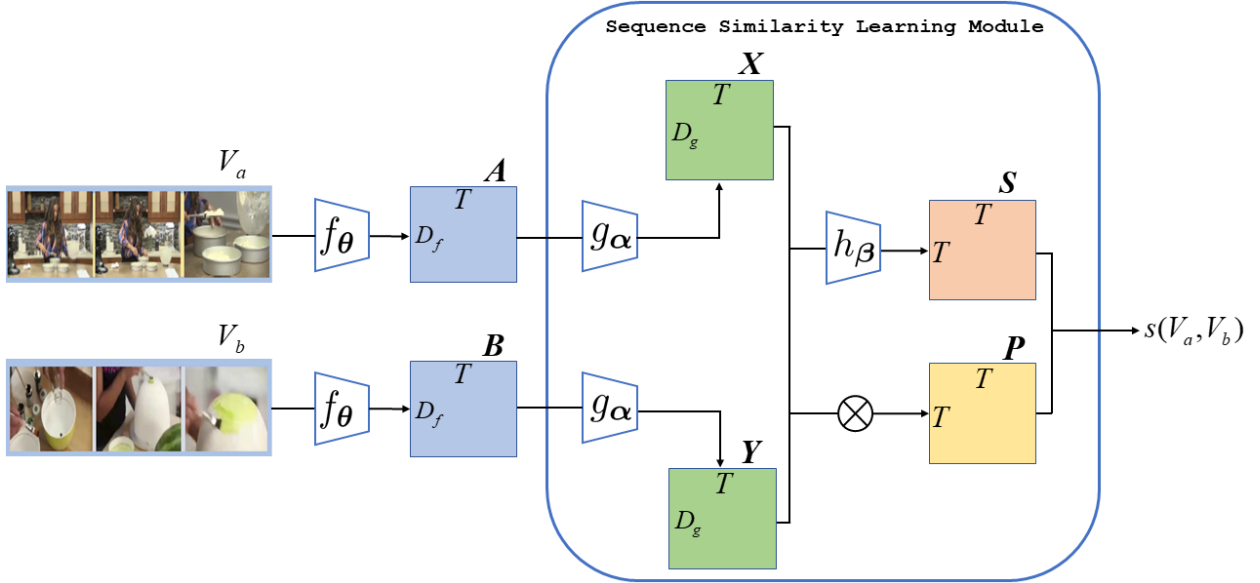 Sequence Similarity Learning Module
X
T
D_g
V_a
A
T
D_f
f_θ
g_α
S
T
T
h_β
s(V_a, V_b)
V_b
B
T
D_f
f_θ
g_α
P
T
T
⊗
Y
T
D_g